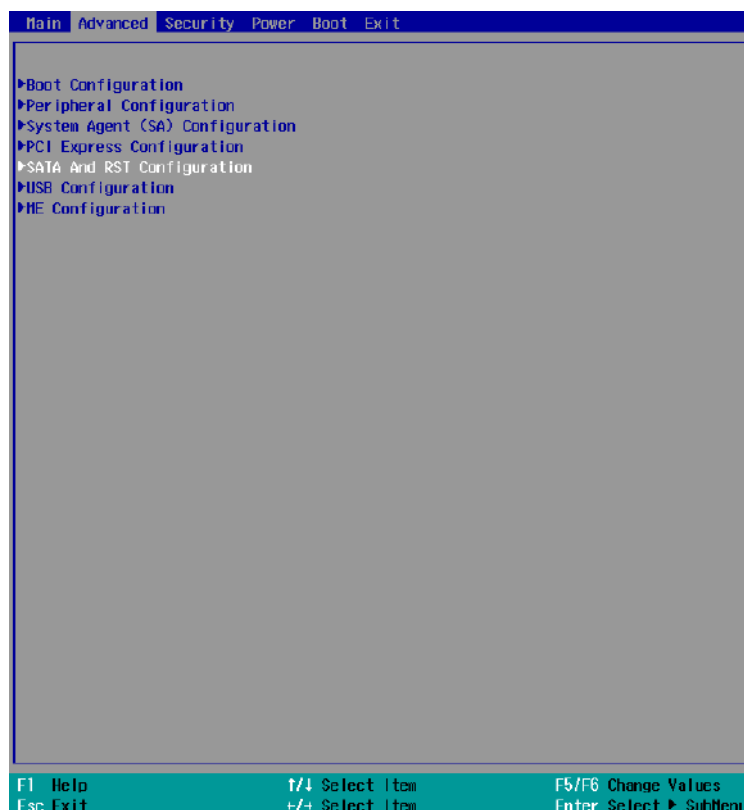 Main Advanced Security Power Boot Exit
▶Boot Configuration
▶Peripheral Configuration
▶System Agent (SA) Configuration
▶PCI Express Configuration
▶SATA And RST Configuration
▶USB Configuration
▶ME Configuration
F1 Help ↑/↓ Select Item F5/F6 Change Values
Esc Exit ←/→ Select Item Enter Select ▶ SubMenu